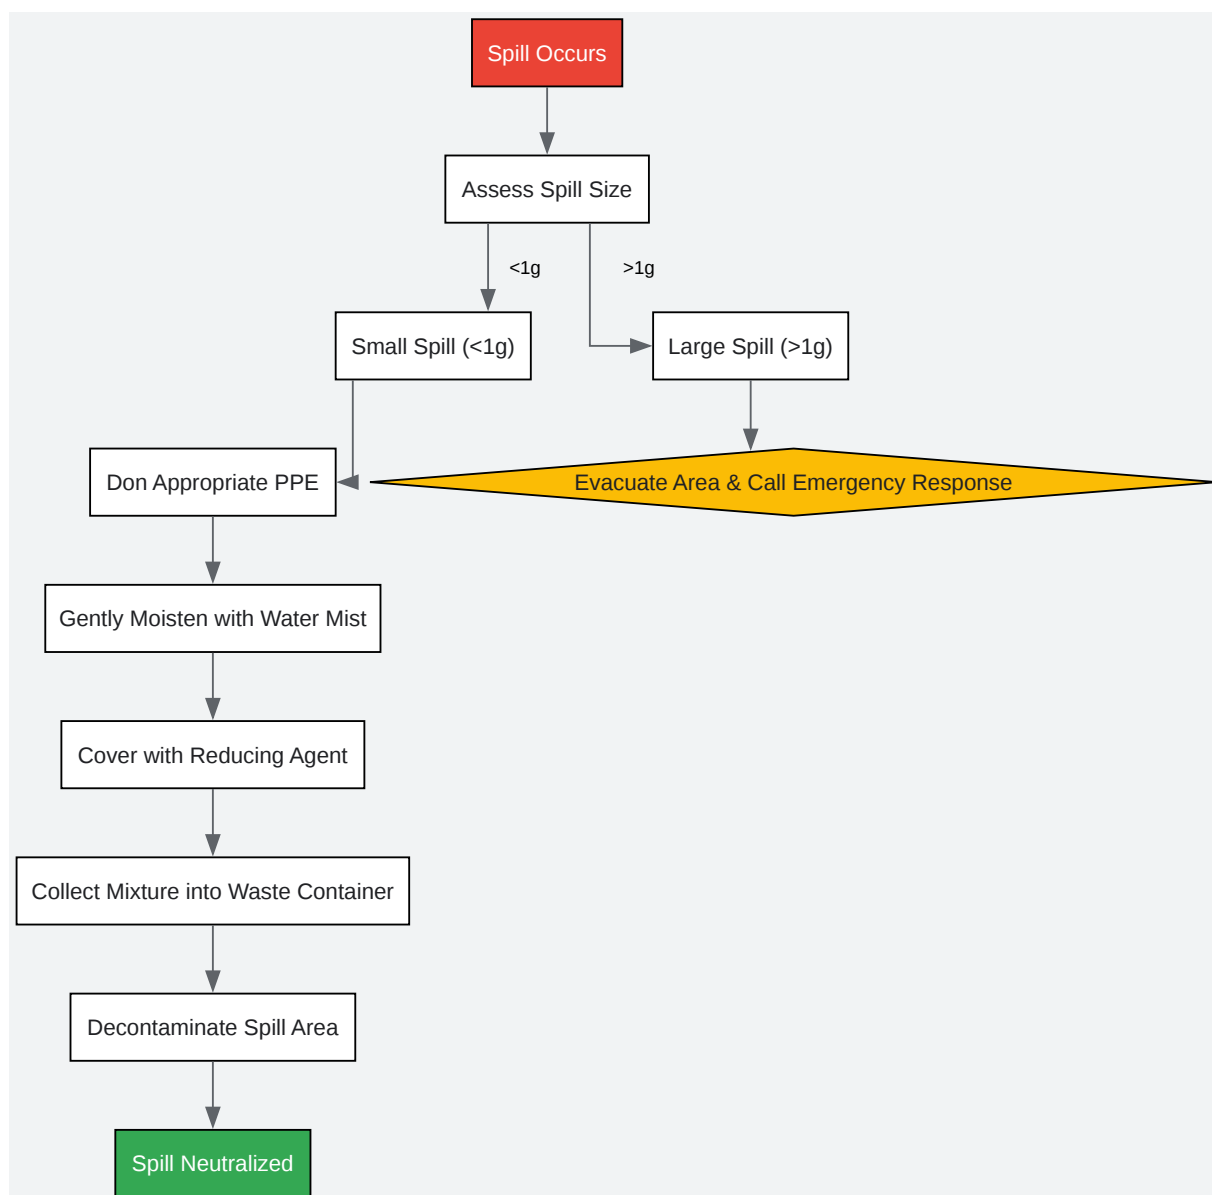 Spill Occurs
Assess Spill Size
<1g
>1g
Small Spill (<1g)
Large Spill (>1g)
Don Appropriate PPE
Evacuate Area & Call Emergency Response
Gently Moisten with Water Mist
Cover with Reducing Agent
Collect Mixture into Waste Container
Decontaminate Spill Area
Spill Neutralized